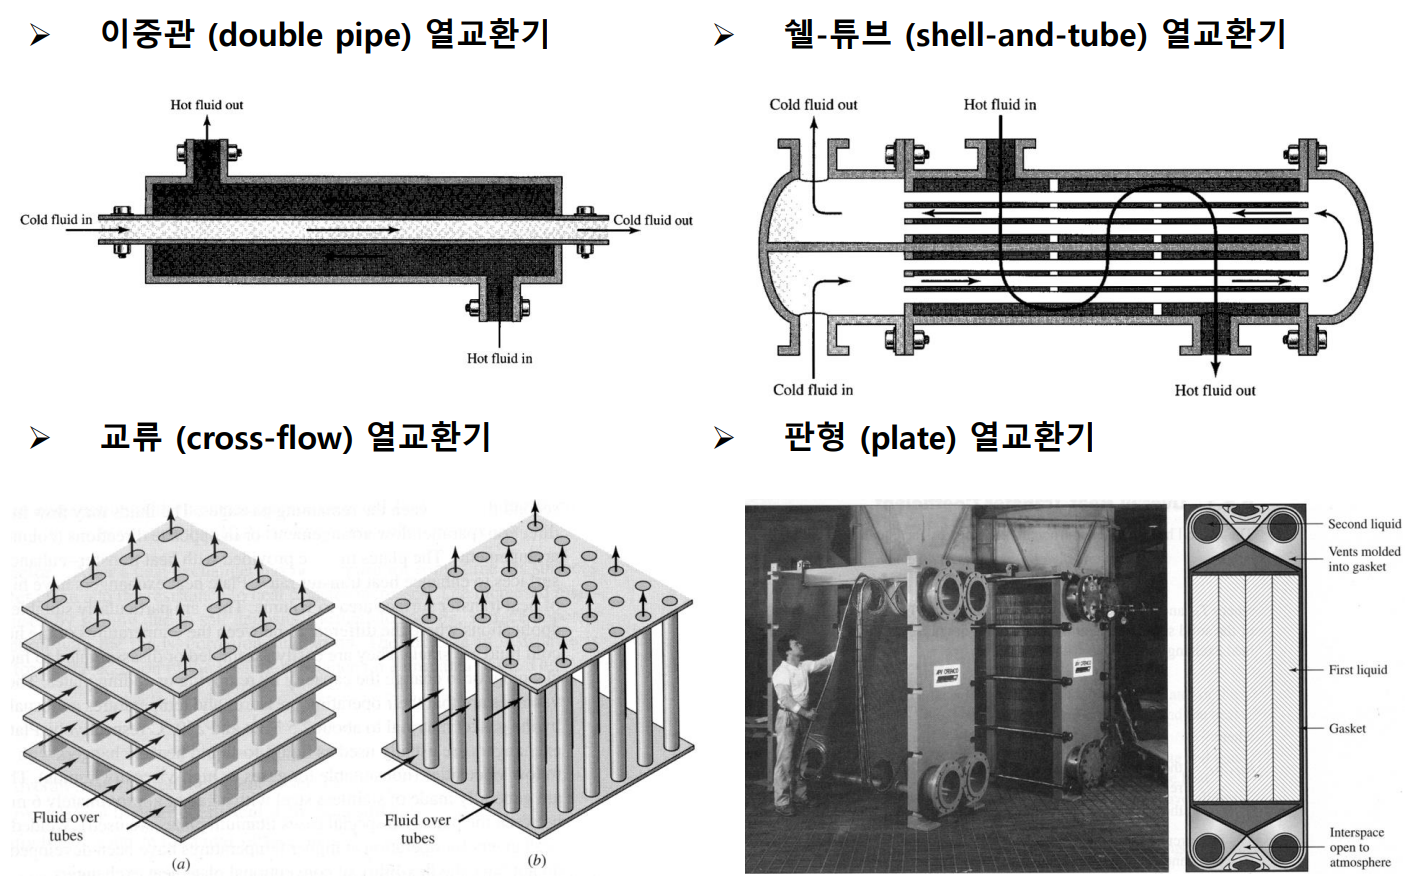 ➢ 이중관 (double pipe) 열교환기
Hot fluid out
Cold fluid in
Cold fluid out
Hot fluid in
➢ 쉘-튜브 (shell-and-tube) 열교환기
Cold fluid out
Hot fluid in
Cold fluid in
Hot fluid out
➢ 교류 (cross-flow) 열교환기
Fluid over
tubes
(a)
Fluid over
tubes
(b)
➢ 판형 (plate) 열교환기
Second liquid
Vents molded
into gasket
First liquid
Gasket
Interspace
open to
atmosphere